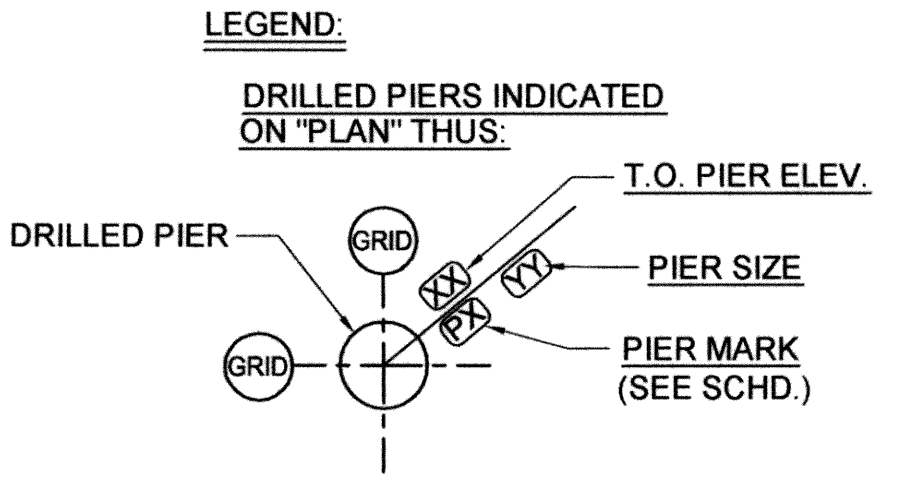 LEGEND:
DRILLED PIERS INDICATED
ON "PLAN" THUS:
T.O. PIER ELEV.
DRILLED PIER
GRID
XX
YY
PIER SIZE
PX
GRID
PIER MARK
(SEE SCHD.)